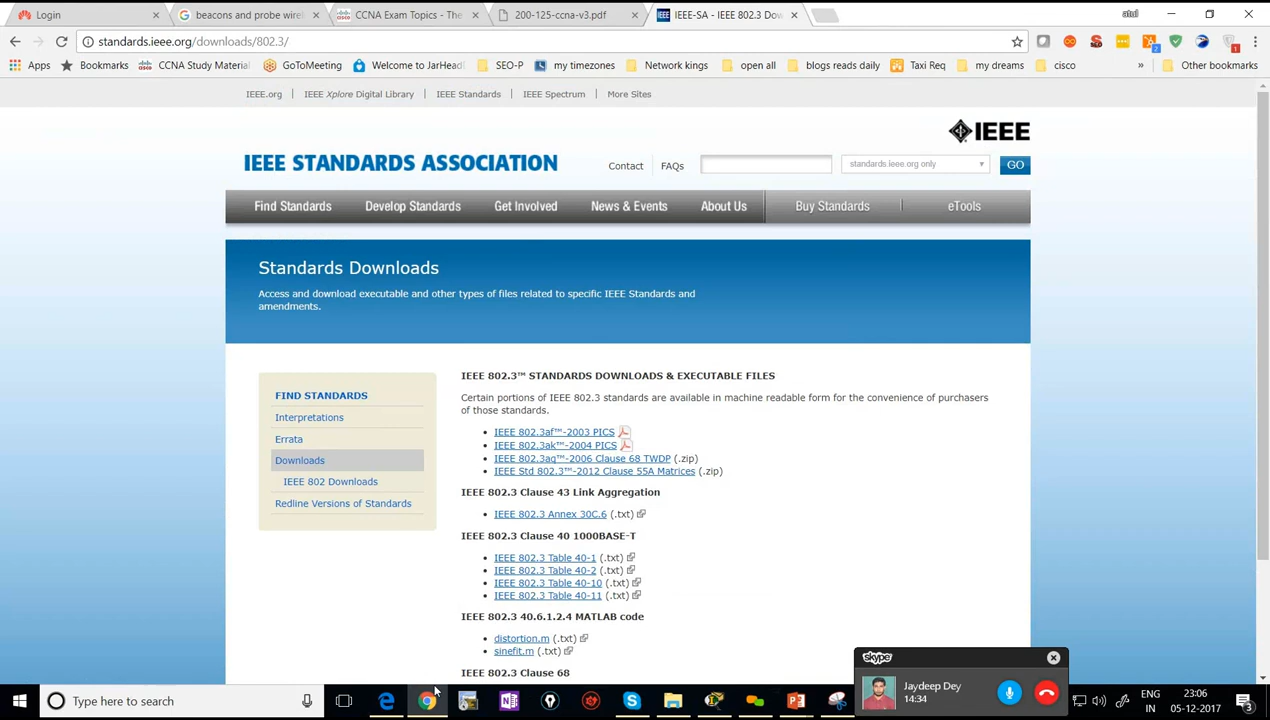 Login
beacons and probe wire
CCNA Exam Topics - The
200-125-ccna-v3.pdf
IEEE-SA - IEEE 802.3 Dow
atul
standards.ieee.org/downloads/802.3/
Apps
Bookmarks
CCNA Study Material
GoToMeeting
Welcome to JarHead
SEO-P
my timezones
Network kings
open all
blogs reads daily
Taxi Req
my dreams
cisco
»
Other bookmarks
IEEE.org | IEEE Xplore Digital Library | IEEE Standards | IEEE Spectrum | More Sites
IEEE
IEEE STANDARDS ASSOCIATION
Contact | FAQs
standards.ieee.org only
GO
Find Standards
Develop Standards
Get Involved
News & Events
About Us
Buy Standards
eTools
Standards Downloads
Access and download executable and other types of files related to specific IEEE Standards and
amendments.
FIND STANDARDS
Interpretations
Errata
Downloads
IEEE 802 Downloads
Redline Versions of Standards
IEEE 802.3™ STANDARDS DOWNLOADS & EXECUTABLE FILES
Certain portions of IEEE 802.3 standards are available in machine readable form for the convenience of purchasers
of those standards.
• IEEE 802.3af™-2003 PICS
• IEEE 802.3ak™-2004 PICS
• IEEE 802.3aq™-2006 Clause 68 TWDP (.zip)
• IEEE Std 802.3™-2012 Clause 55A Matrices (.zip)
IEEE 802.3 Clause 43 Link Aggregation
• IEEE 802.3 Annex 30C.6 (.txt)
IEEE 802.3 Clause 40 1000BASE-T
• IEEE 802.3 Table 40-1 (.txt)
• IEEE 802.3 Table 40-2 (.txt)
• IEEE 802.3 Table 40-10 (.txt)
• IEEE 802.3 Table 40-11 (.txt)
IEEE 802.3 40.6.1.2.4 MATLAB code
• distortion.m (.txt)
• sinefit.m (.txt)
IEEE 802.3 Clause 68
skype
Jaydeep Dey
14:34
Type here to search
ENG
IN
23:06
05-12-2017
3